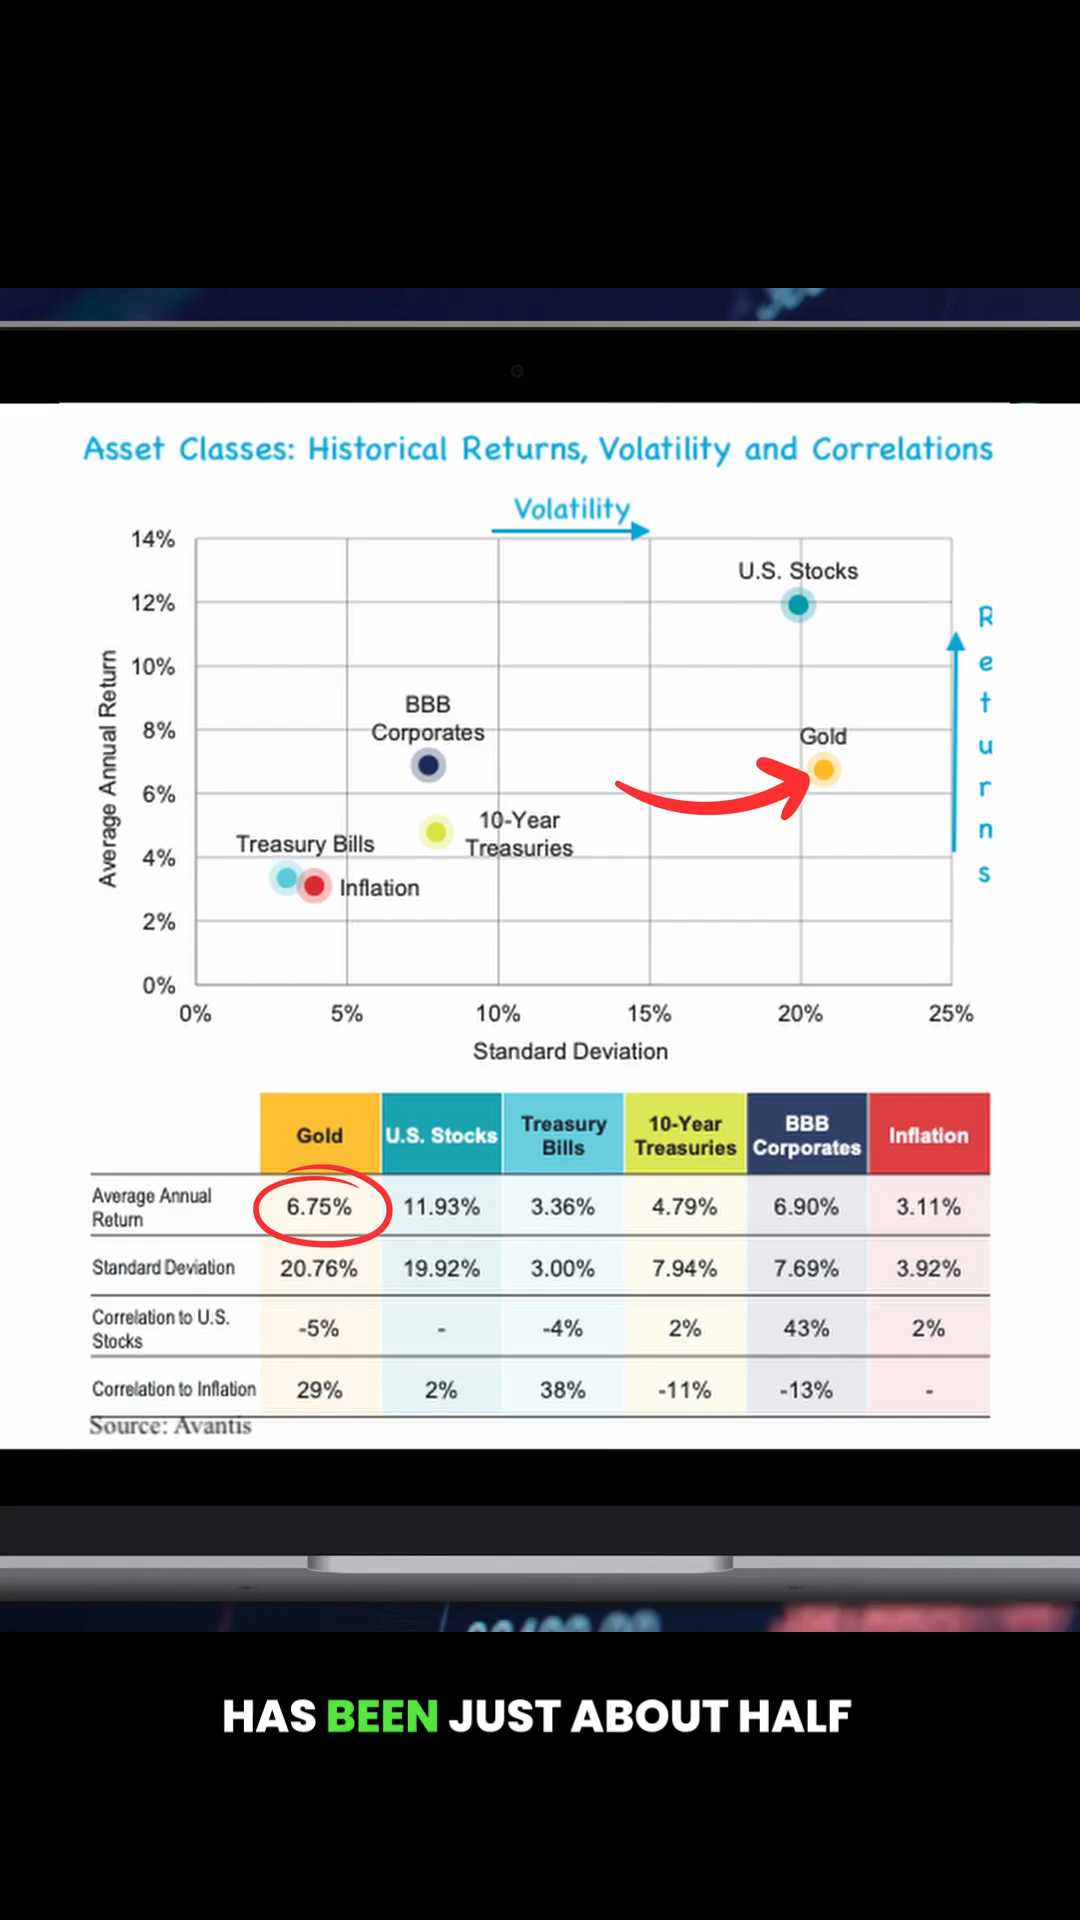 Asset Classes: Historical Returns, Volatility and Correlations
Volatility
14%
12%
10%
8%
6%
4%
2%
0%
Average Annual Return
U.S. Stocks
BBB
Corporates
Gold
10-Year
Treasuries
Treasury Bills
Inflation
Returns
0%
5%
10%
15%
20%
25%
Standard Deviation
Gold
U.S. Stocks
Treasury
Bills
10-Year
Treasuries
BBB
Corporates
Inflation
Average Annual
Return
6.75%
11.93%
3.36%
4.79%
6.90%
3.11%
Standard Deviation
20.76%
19.92%
3.00%
7.94%
7.69%
3.92%
Correlation to U.S.
Stocks
-5%
-
-4%
2%
43%
2%
Correlation to Inflation
29%
2%
38%
-11%
-13%
-
Source: Avantis
HAS BEEN JUST ABOUT HALF